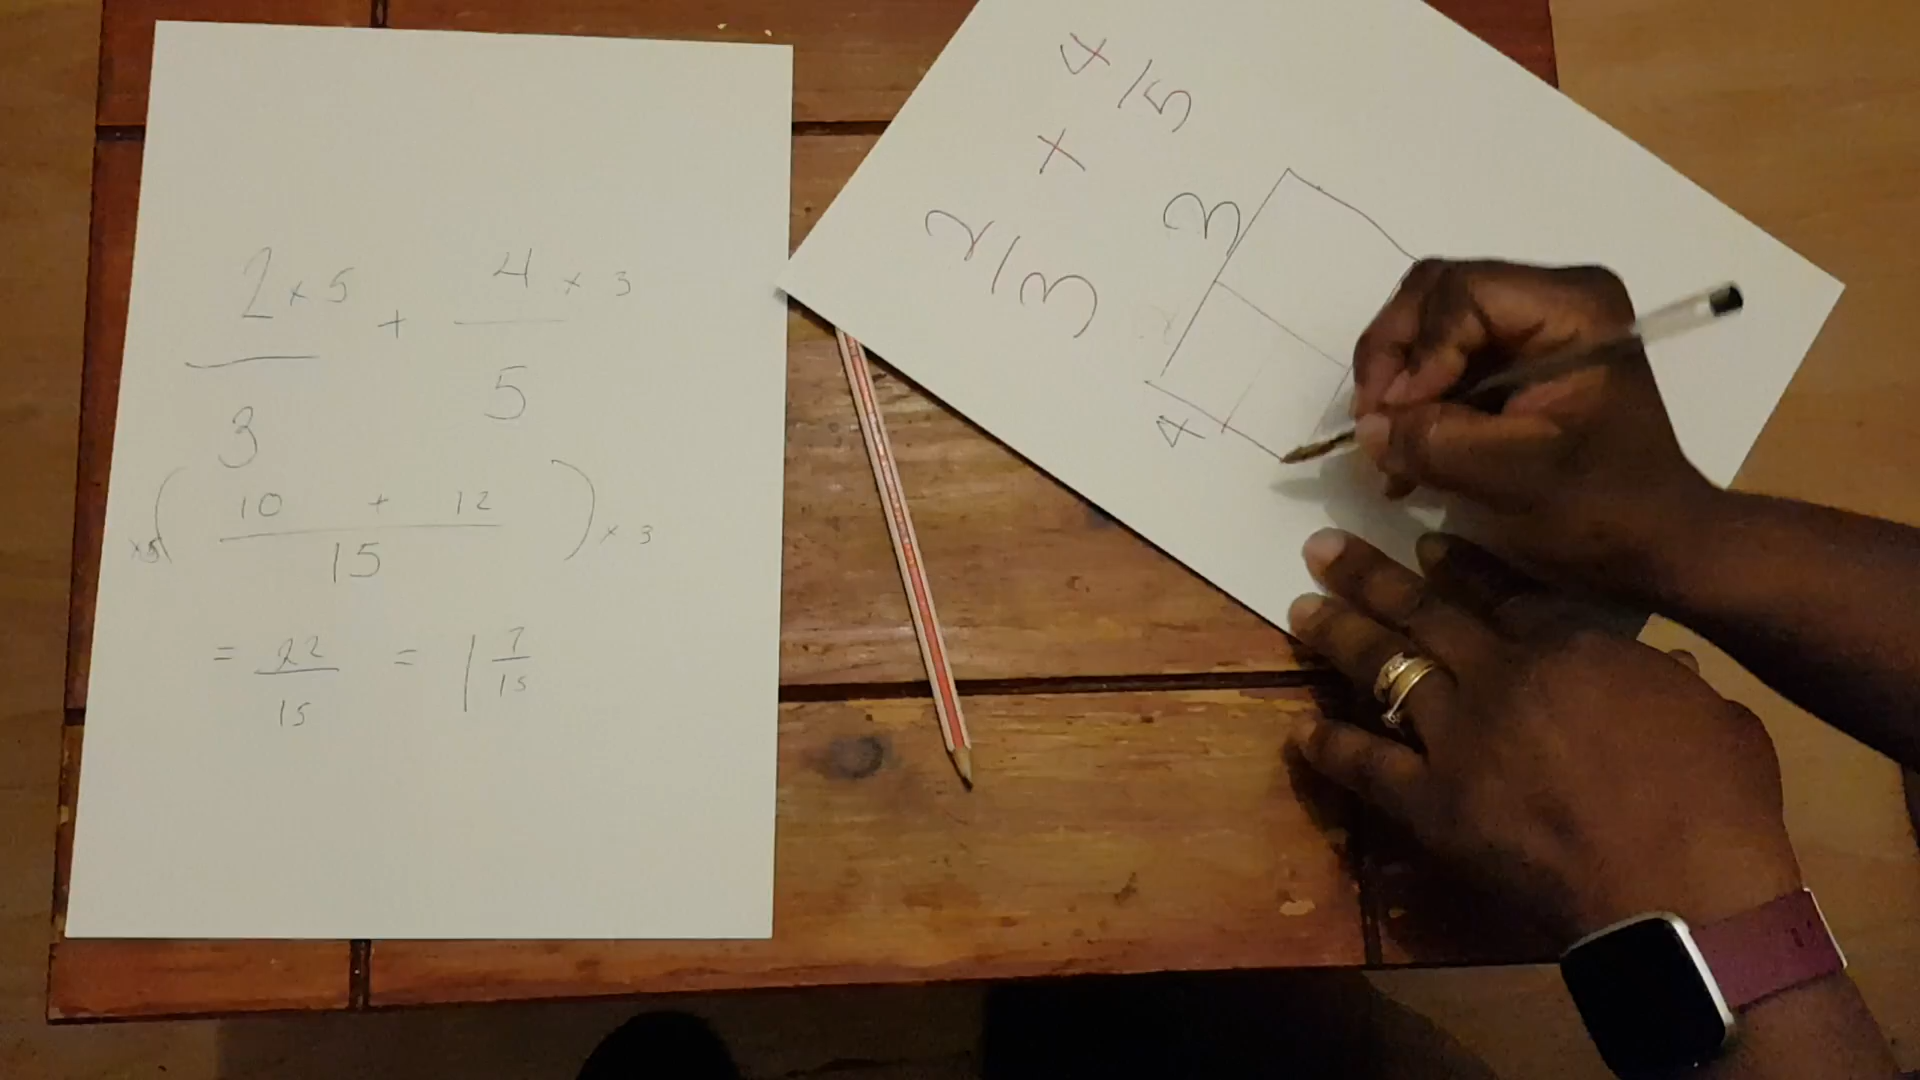 2 x 5 + 4 x 3
3 5
x5 ( 10 + 12 ) x 3
15
= 22 = 1 7
15 15
2/3 + 4/5
3
4